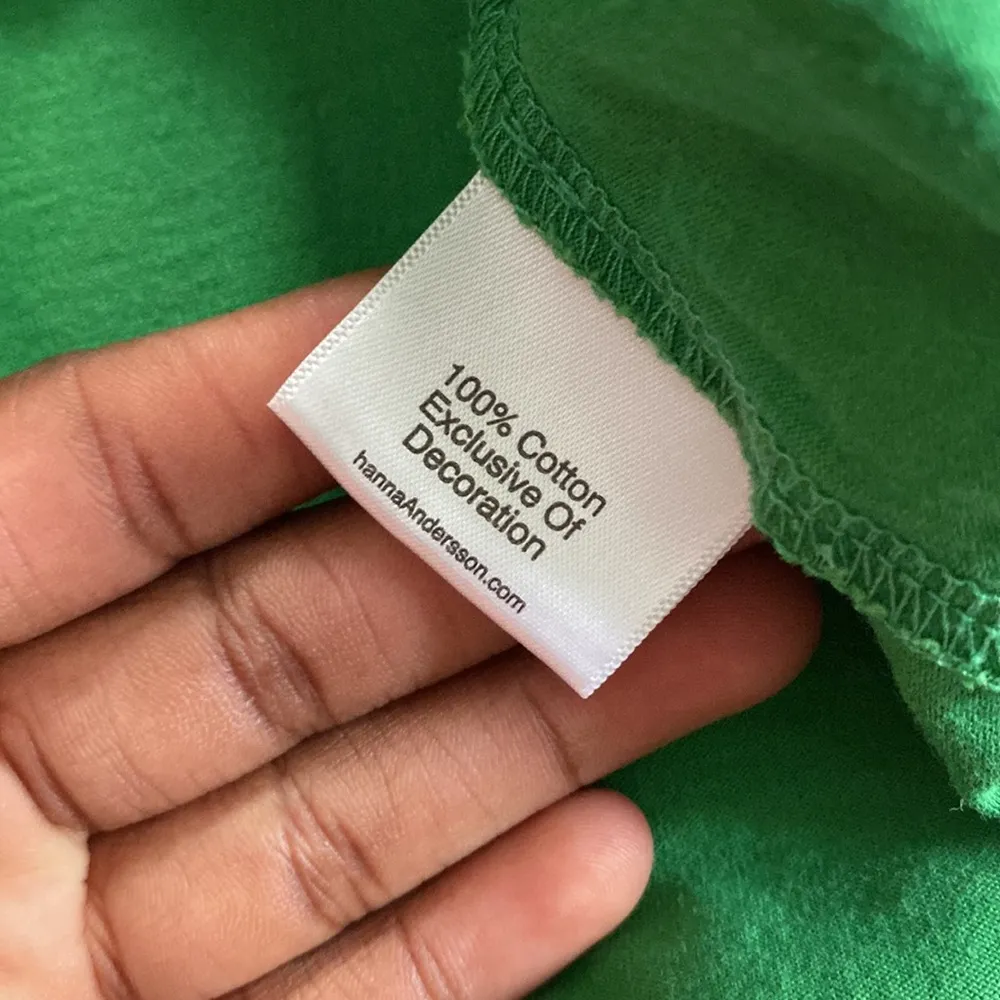 100% Cotton
Exclusive Of
Decoration
hannaAndersson.com